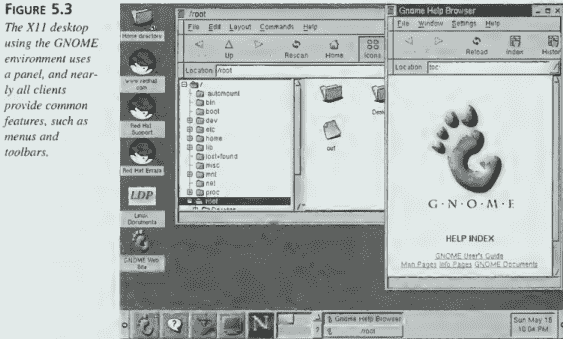 FIGURE 5.3
The X11 desktop
using the GNOME
environment uses
a panel, and near-
ly all clients
provide common
features, such as
menus and
toolbars.
Home directory
www.redhat.
com
Red Hat
Support
Red Hat Errata
LDP
Linux
Documents
GNOME Web
Site
/root
File Edit Layout Commands Help
Up Rescan Home Icons
Location /root
/
.automount
bin
boot
dev
etc
home
lib
lost+found
misc
mnt
net
proc
root
out
Gnome Help Browser
File Window Settings Help
Reload Index Histor
Location toc
G·N·O·M·E
HELP INDEX
GNOME User's Guide
Man Pages Info Pages GNOME Documents
N
?
Gnome Help Browser
/root
Sun May 16
10:04 PM